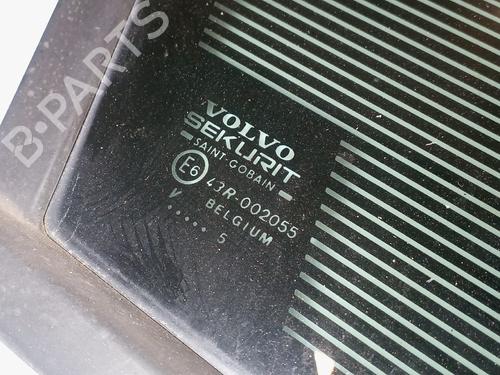 B-PARTS
VOLVO
SEKURIT
SAINT-GOBAIN
E6 43R-002055
V BELGIUM
..... 5